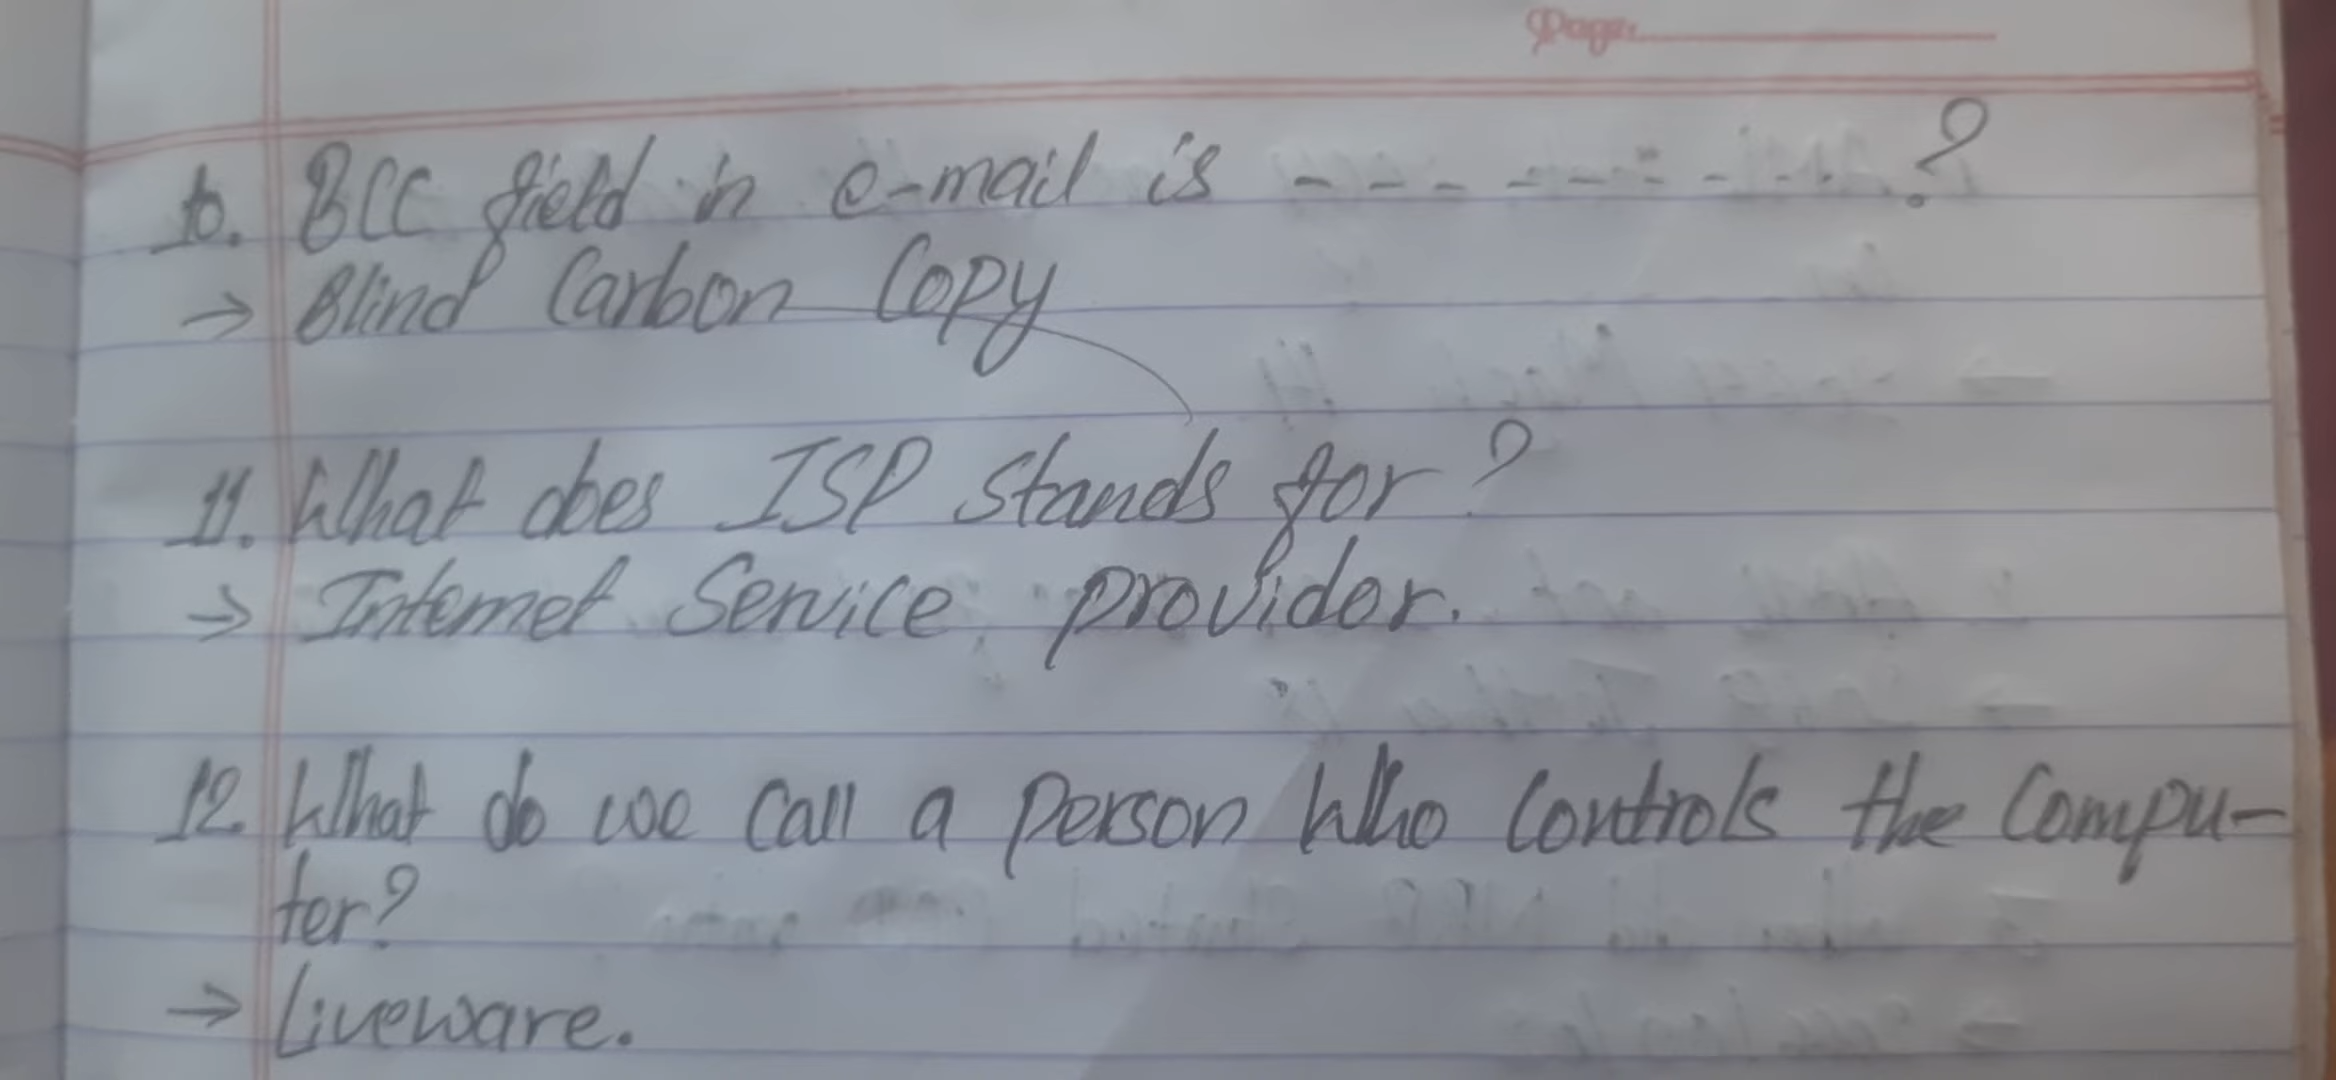 Page:
10. BCC field in e-mail is - - - - - - - - - ?
→ Blind Carbon Copy
11. What does ISP stands for?
→ Internet Service provider.
12. What do we call a person who controls the compu-
ter?
→ Liveware.